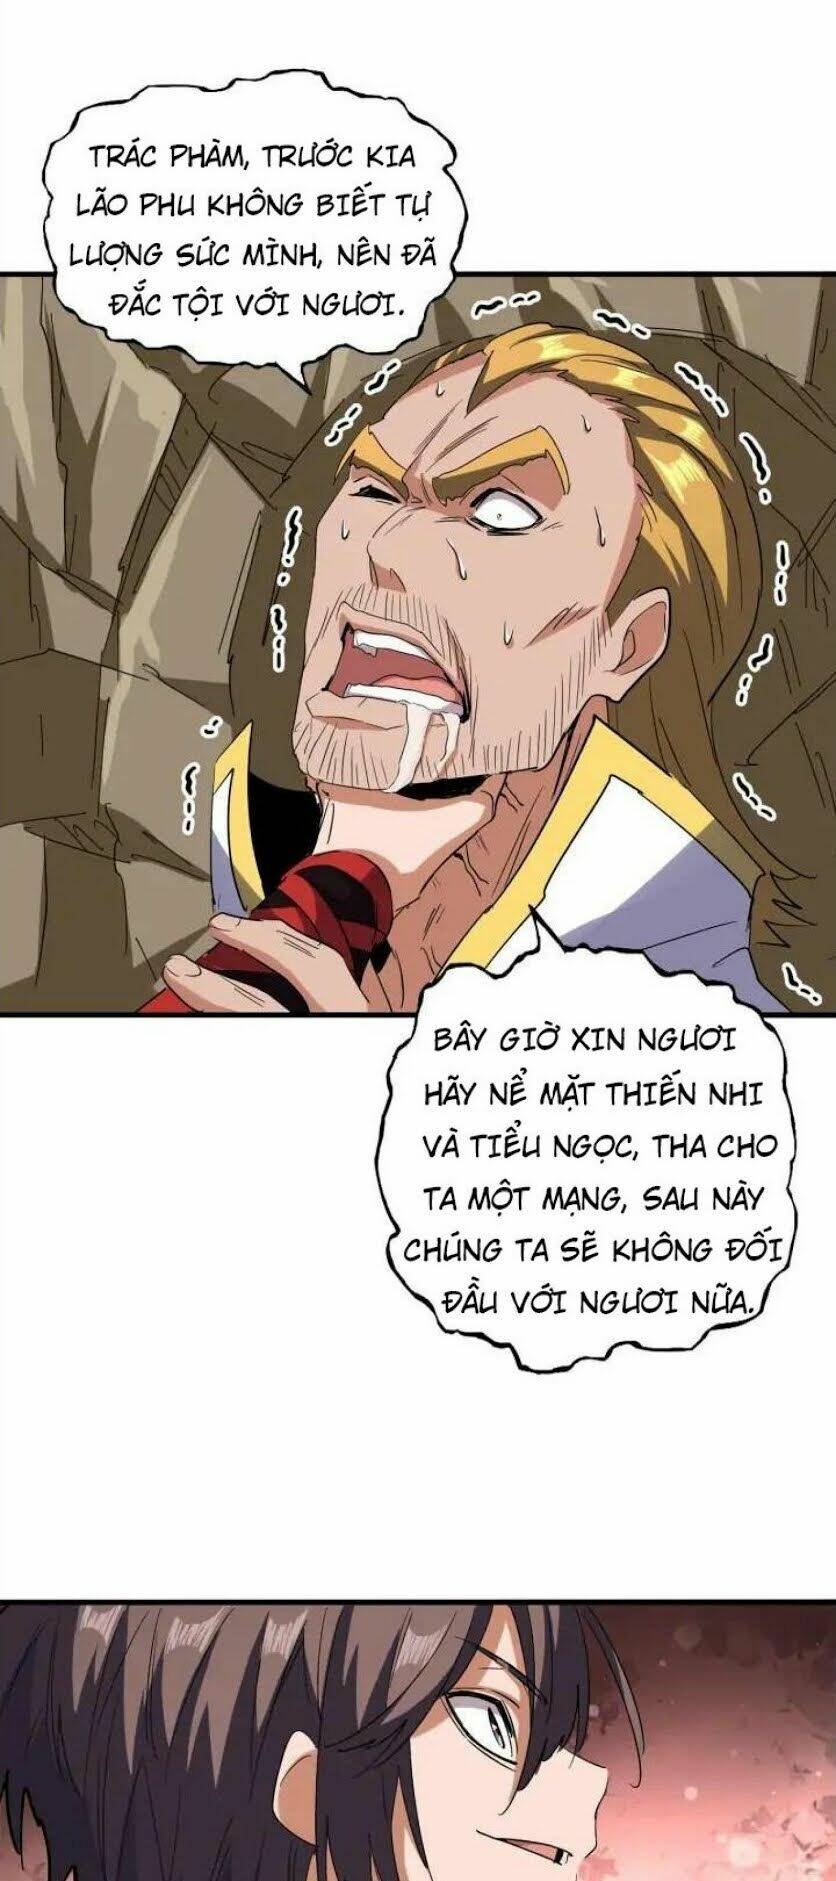 TRÁC PHÀM, TRƯỚC KIA
LÃO PHU KHÔNG BIẾT TỰ
LƯỢNG SỨC MÌNH, NÊN ĐÃ
ĐẮC TỘI VỚI NGƯƠI.
BÂY GIỜ XIN NGƯƠI
HÃY NỂ MẶT THIẾN NHI
VÀ TIỂU NGỌC, THA CHO
TA MỘT MẠNG, SAU NÀY
CHÚNG TA SẼ KHÔNG ĐỐI
ĐẦU VỚI NGƯƠI NỮA.